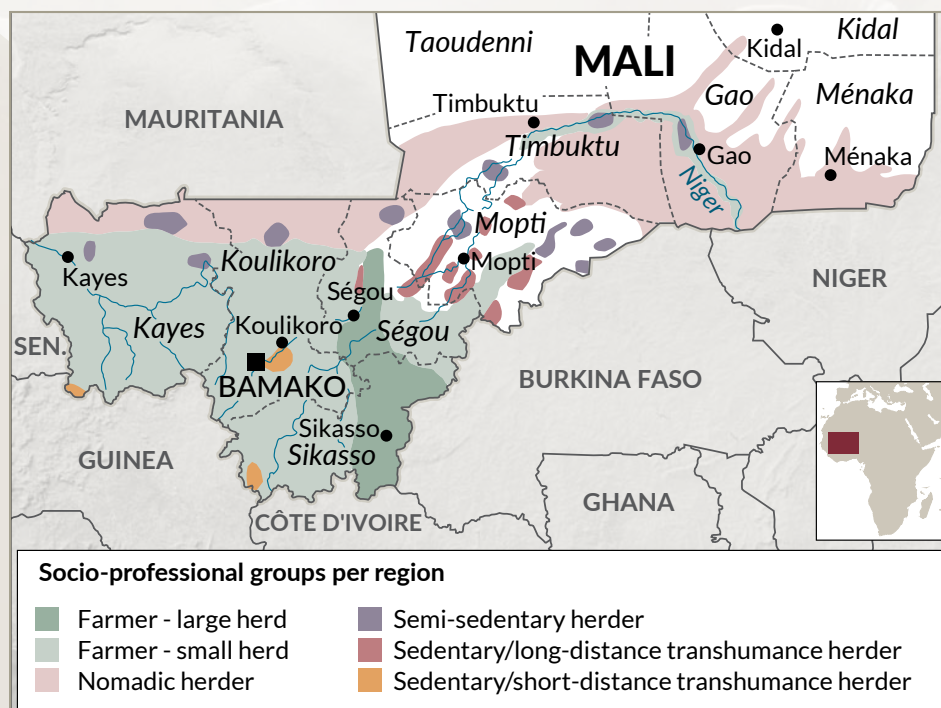 Taoudenni
Kidal
Kidal
MALI
Gao
Ménaka
Timbuktu
MAURITANIA
Timbuktu
Gao
Ménaka
Niger
Mopti
Mopti
Koulikoro
Kayes
NIGER
Ségou
Kayes
Koulikoro
Ségou
SEN.
BAMAKO
BURKINA FASO
Sikasso
Sikasso
GUINEA
GHANA
CÔTE D'IVOIRE
Socio-professional groups per region
Farmer - large herd
Farmer - small herd
Nomadic herder
Semi-sedentary herder
Sedentary/long-distance transhumance herder
Sedentary/short-distance transhumance herder